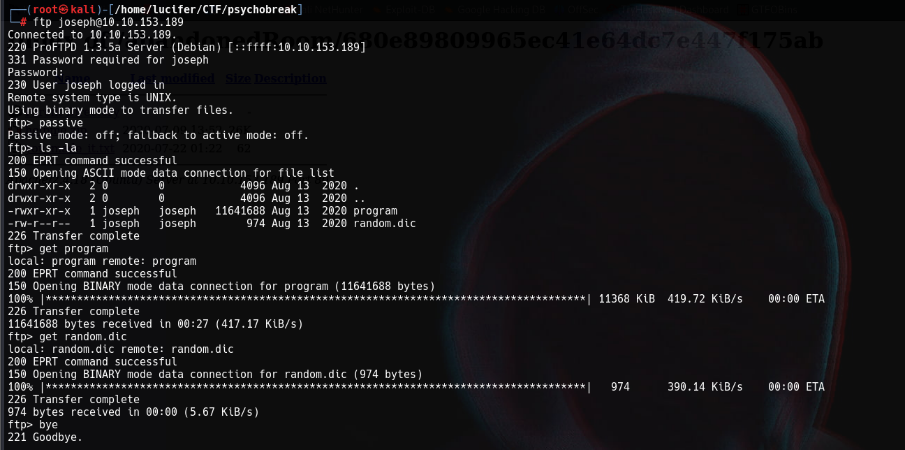 ┌──(root㉿kali)-[/home/lucifer/CTF/psychobreak]
└─# ftp joseph@10.10.153.189
Connected to 10.10.153.189.
220 ProFTPD 1.3.5a Server (Debian) [::ffff:10.10.153.189]
680e89809965ec41e64dc7e447f175ab
331 Password required for joseph
Password:
Last modified Size Description
230 User joseph logged in
Remote system type is UNIX.
Using binary mode to transfer files.
ftp> passive
Passive mode: off; fallback to active mode: off.
ftp> ls -la
200 EPRT command successful
150 Opening ASCII mode data connection for file list
drwxr-xr-x   2 0        0            4096 Aug 13  2020 .
drwxr-xr-x   2 0        0            4096 Aug 13  2020 ..
-rwxr-xr-x   1 joseph   joseph   11641688 Aug 13  2020 program
-rw-r--r--   1 joseph   joseph        974 Aug 13  2020 random.dic
226 Transfer complete
ftp> get program
local: program remote: program
200 EPRT command successful
150 Opening BINARY mode data connection for program (11641688 bytes)
100% |***************************************************************************************| 11368 KiB  419.72 KiB/s    00:00 ETA
226 Transfer complete
11641688 bytes received in 00:27 (417.17 KiB/s)
ftp> get random.dic
local: random.dic remote: random.dic
200 EPRT command successful
150 Opening BINARY mode data connection for random.dic (974 bytes)
100% |***************************************************************************************|   974      390.14 KiB/s    00:00 ETA
226 Transfer complete
974 bytes received in 00:00 (5.67 KiB/s)
ftp> bye
221 Goodbye.